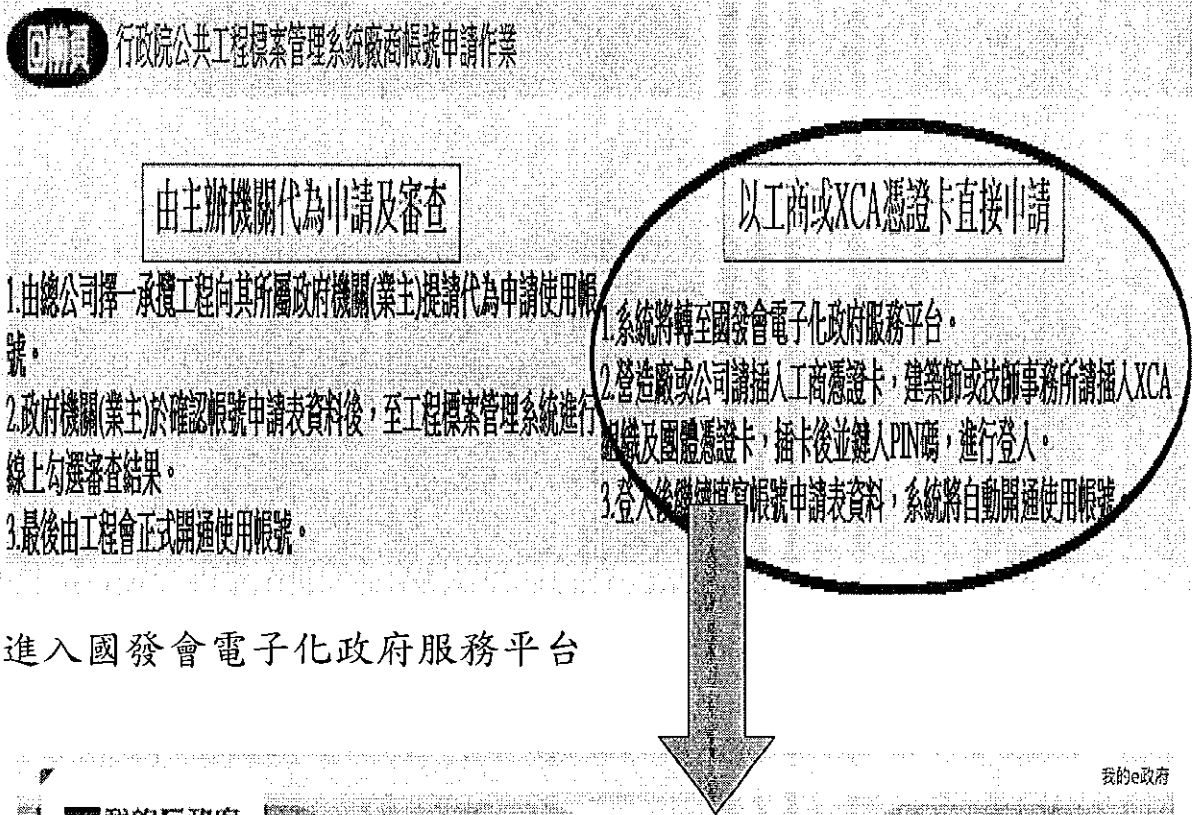 回首頁
行政院公共工程標案管理系統廠商帳號申請作業
由主辦機關代為申請及審查
1.由總公司擇一承攬工程向其所屬政府機關(業主)提請代為申請使用帳
號。
2.政府機關(業主)於確認帳號申請表資料後，至工程標案管理系統進行
線上勾選審查結果。
3.最後由工程會正式開通使用帳號。
以工商或XCA憑證卡直接申請
1.系統將轉至國發會電子化政府服務平台。
2.營造廠或公司請插入工商憑證卡，建築師或技師事務所請插入XCA
組織及團體憑證卡，插卡後並鍵入PIN碼，進行登入。
3.登入後繼續填寫帳號申請表資料，系統將自動開通使用帳號。
進入國發會電子化政府服務平台
我的e政府
我的E政府